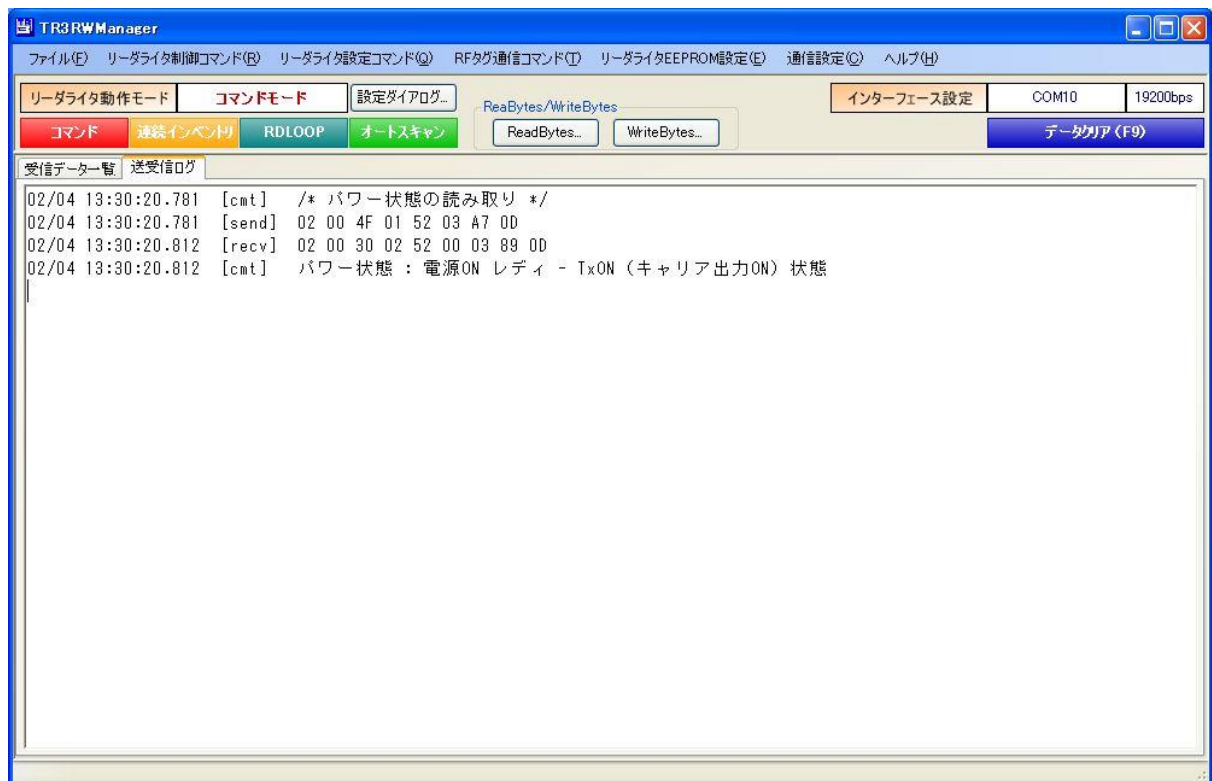 TR3RWManager
ファイル(F) リーダライタ制御コマンド(R) リーダライタ設定コマンド(Q) RFタグ通信コマンド(T) リーダライタEEPROM設定(E) 通信設定(C) ヘルプ(H)
リーダライタ動作モード コマンドモード 設定ダイアログ... ReaBytes/WriteBytes インターフェース設定 COM10 19200bps
コマンド 連続インベントリ RDLOOP オートスキャン ReadBytes... WriteBytes... データクリア(F9)
受信データ一覧 送受信ログ
02/04 13:30:20.781 [cmt] /* パワー状態の読み取り */
02/04 13:30:20.781 [send] 02 00 4F 01 52 03 A7 0D
02/04 13:30:20.812 [recv] 02 00 30 02 52 00 03 89 0D
02/04 13:30:20.812 [cmt] パワー状態 : 電源ON レディ - TxON (キャリア出力ON) 状態